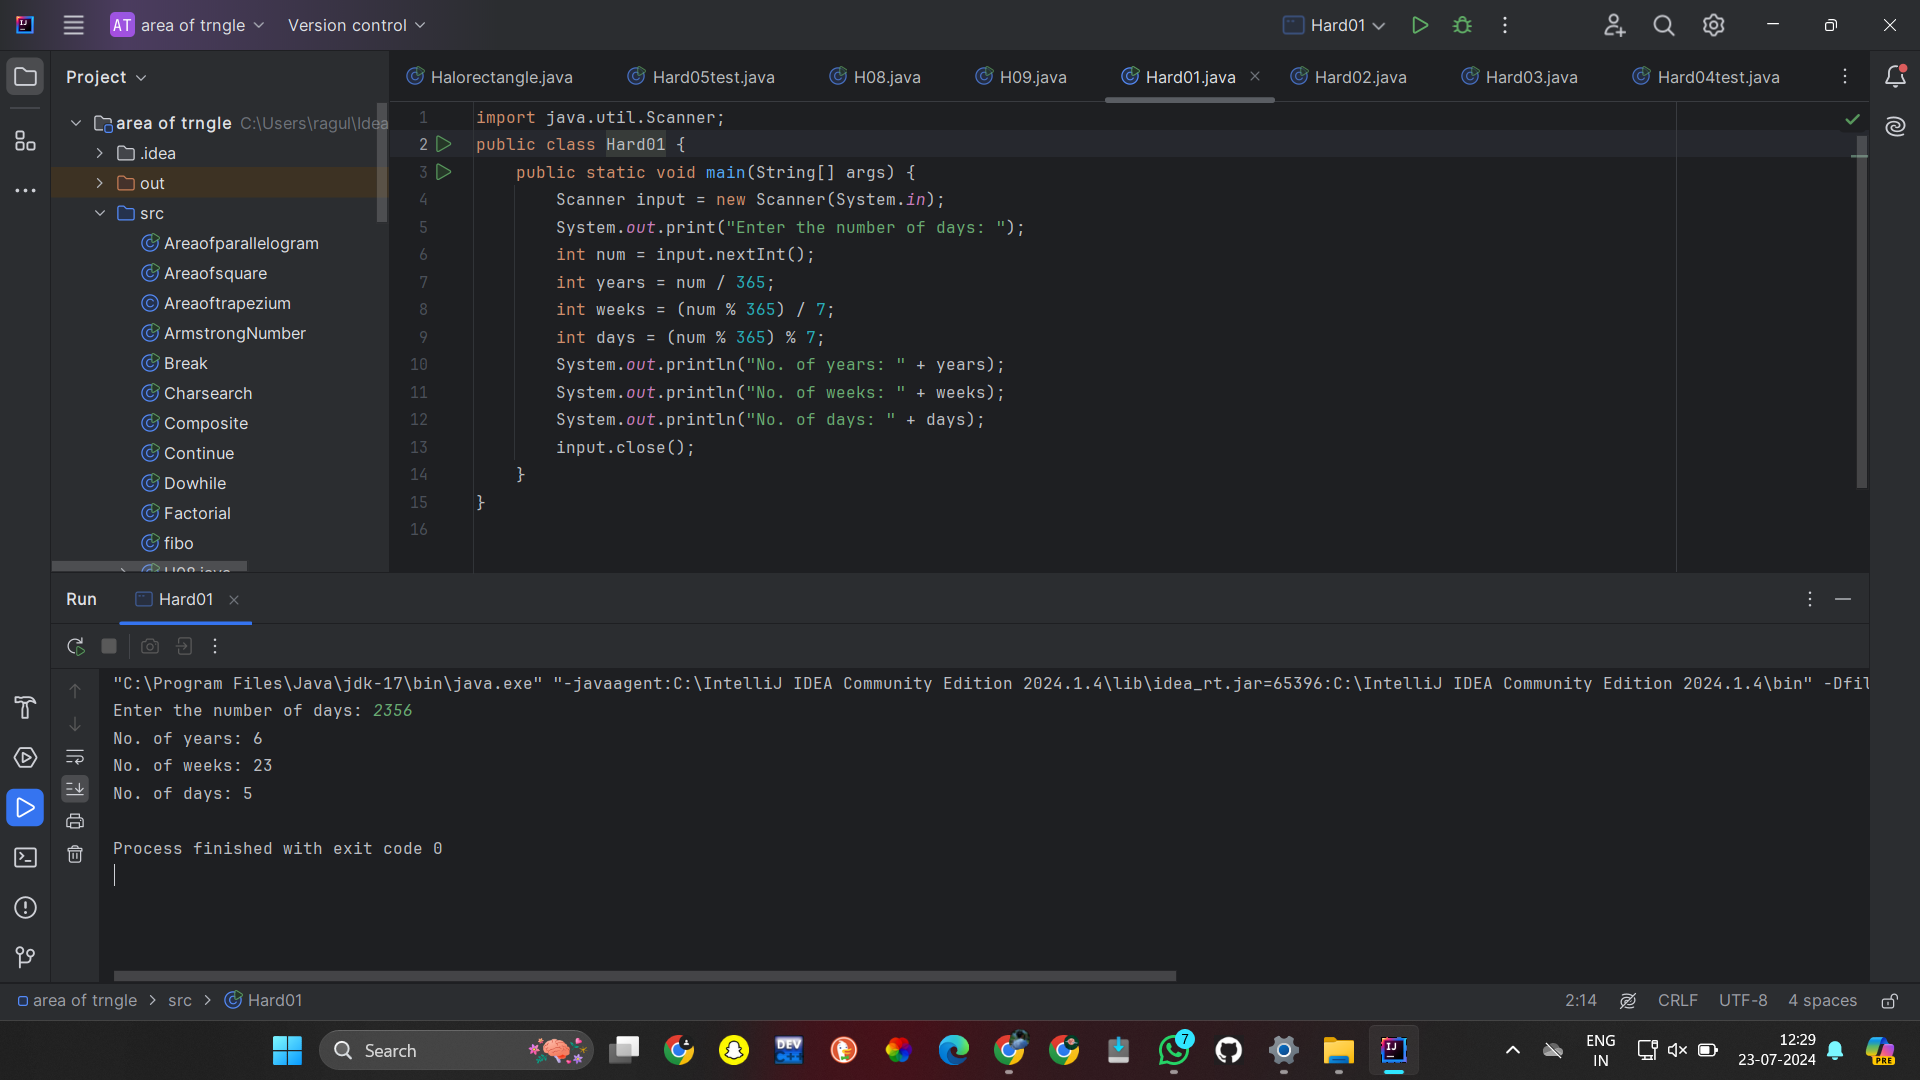 AT area of trngle Version control Hard01
Project
Halorectangle.java Hard05test.java H08.java H09.java Hard01.java Hard02.java Hard03.java Hard04test.java
area of trngle C:\Users\ragul\Idea
.idea
out
src
Areaofparallelogram
Areaofsquare
Areaoftrapezium
ArmstrongNumber
Break
Charsearch
Composite
Continue
Dowhile
Factorial
fibo
H08.java
1 import java.util.Scanner;
2 public class Hard01 {
3 public static void main(String[] args) {
4 Scanner input = new Scanner(System.in);
5 System.out.print("Enter the number of days: ");
6 int num = input.nextInt();
7 int years = num / 365;
8 int weeks = (num % 365) / 7;
9 int days = (num % 365) % 7;
10 System.out.println("No. of years: " + years);
11 System.out.println("No. of weeks: " + weeks);
12 System.out.println("No. of days: " + days);
13 input.close();
14 }
15 }
16
Run Hard01
"C:\Program Files\Java\jdk-17\bin\java.exe" "-javaagent:C:\IntelliJ IDEA Community Edition 2024.1.4\lib\idea_rt.jar=65396:C:\IntelliJ IDEA Community Edition 2024.1.4\bin" -Dfil
Enter the number of days: 2356
No. of years: 6
No. of weeks: 23
No. of days: 5
Process finished with exit code 0
area of trngle > src > Hard01 2:14 CRLF UTF-8 4 spaces
Search DEV 7 IJ ENG 12:29 PRE
IN 23-07-2024